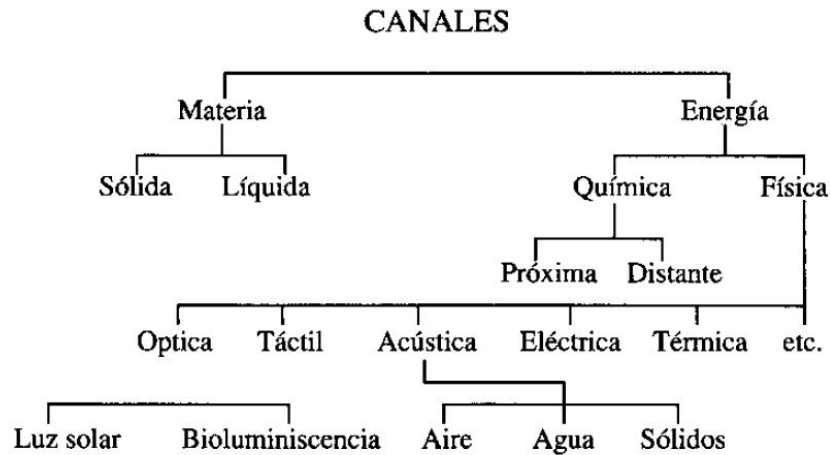 CANALES
Materia Energía
Sólida Líquida Química Física
Próxima Distante
Optica Táctil Acústica Eléctrica Térmica etc.
Luz solar Bioluminiscencia Aire Agua Sólidos